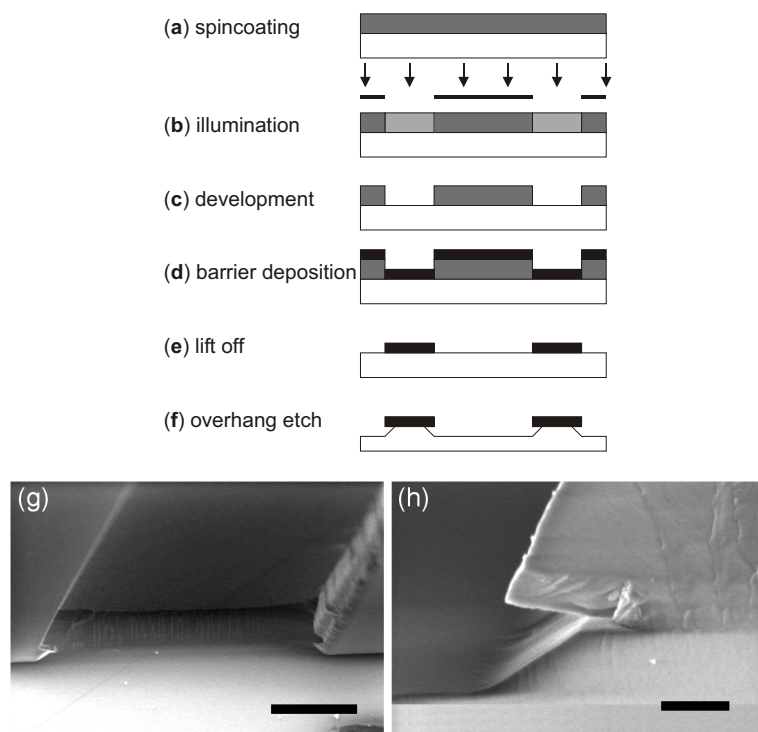 (a) spincoating
(b) illumination
(c) development
(d) barrier deposition
(e) lift off
(f) overhang etch
(g)
(h)